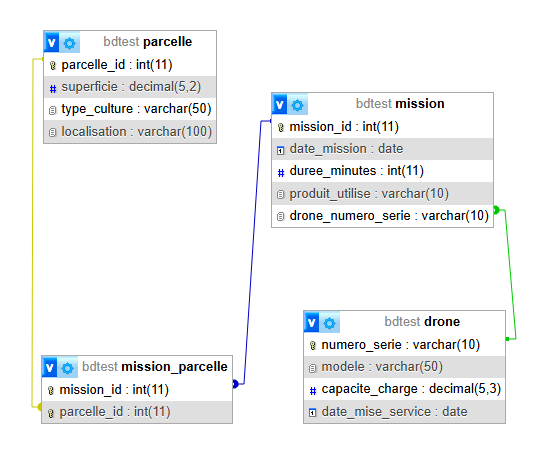 bdtest parcelle
parcelle_id : int(11)
# superficie : decimal(5,2)
type_culture : varchar(50)
localisation : varchar(100)
bdtest mission
mission_id : int(11)
date_mission : date
# duree_minutes : int(11)
produit_utilise : varchar(10)
drone_numero_serie : varchar(10)
bdtest drone
numero_serie : varchar(10)
modele : varchar(50)
# capacite_charge : decimal(5,3)
date_mise_service : date
bdtest mission_parcelle
mission_id : int(11)
parcelle_id : int(11)